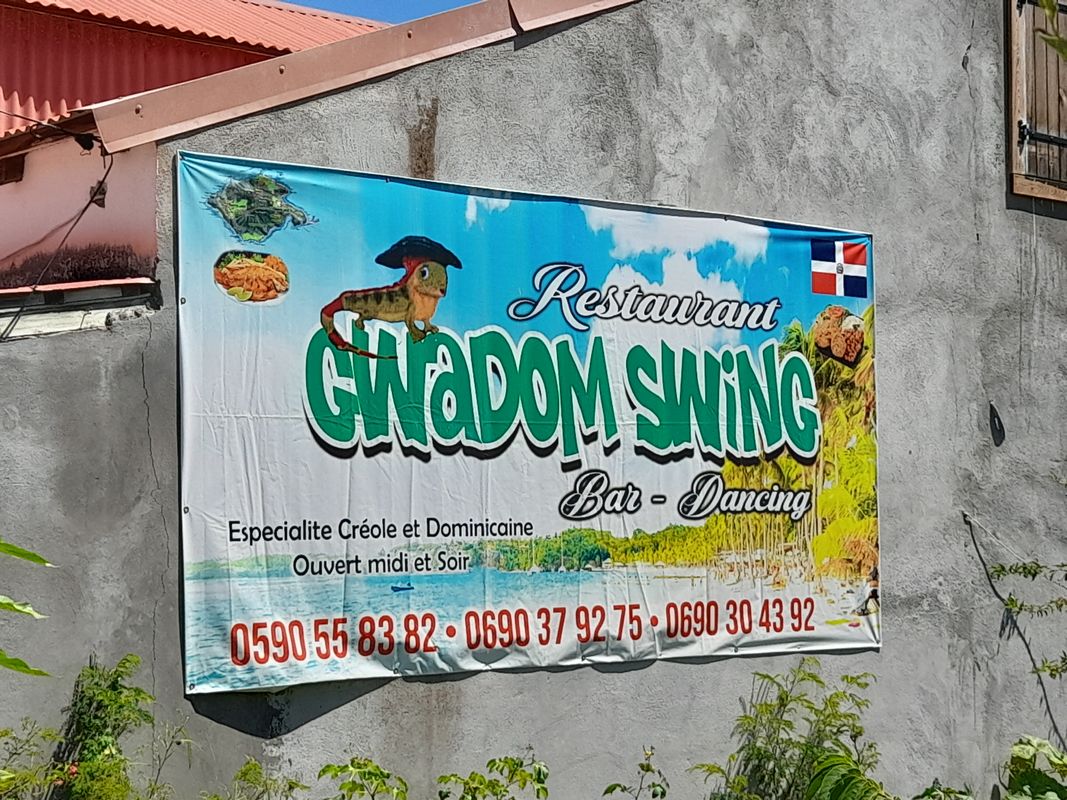 Restaurant
GWaDOM SWiNG
Bar - Dancing
Especialite Créole et Dominicaine
Ouvert midi et Soir
0590 55 83 82 • 0690 37 92 75 • 0690 30 43 92